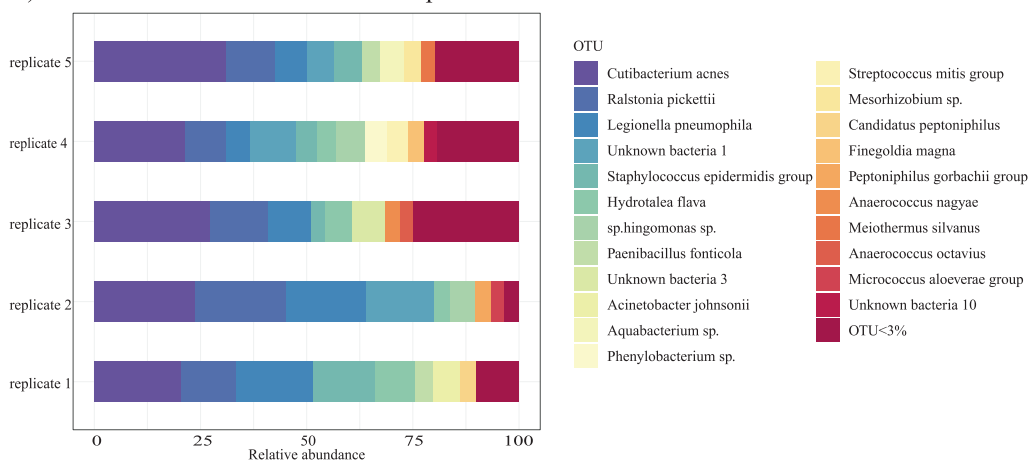 replicate 5
replicate 4
replicate 3
replicate 2
replicate 1
0 25 50 75 100
Relative abundance
OTU
Cutibacterium acnes
Ralstonia pickettii
Legionella pneumophila
Unknown bacteria 1
Staphylococcus epidermidis group
Hydrotalea flava
sp.hingomonas sp.
Paenibacillus fonticola
Unknown bacteria 3
Acinetobacter johnsonii
Aquabacterium sp.
Phenylobacterium sp.
Streptococcus mitis group
Mesorhizobium sp.
Candidatus peptoniphilus
Finegoldia magna
Peptoniphilus gorbachii group
Anaerococcus nagyae
Meiothermus silvanus
Anaerococcus octavius
Micrococcus aloeverae group
Unknown bacteria 10
OTU<3%